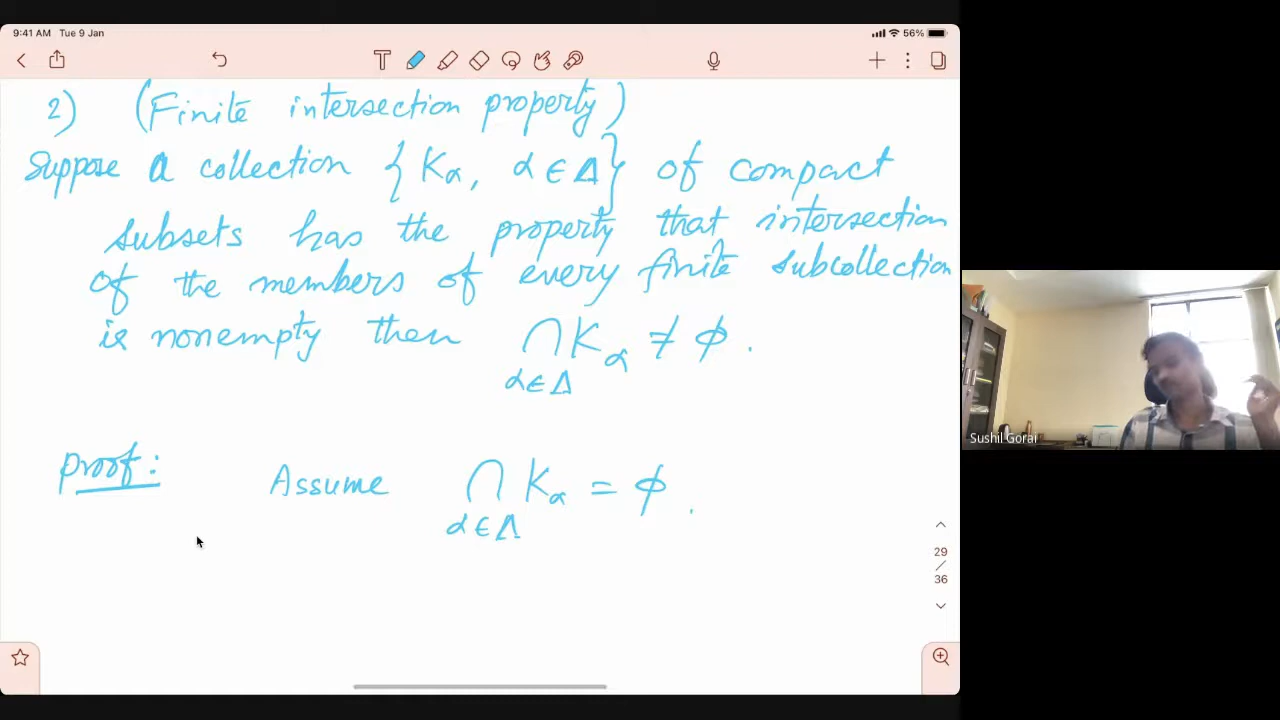 9:41 AM Tue 9 Jan
56%
2) (Finite intersection property)
Suppose a collection {Kα, α ∈ Δ} of compact
subsets has the property that intersection
of the members of every finite subcollection
is nonempty then ∩ Kα ≠ φ.
α∈Δ
Proof: Assume ∩ Kα = φ.
α∈Δ
29
/
36
Sushil Gorai